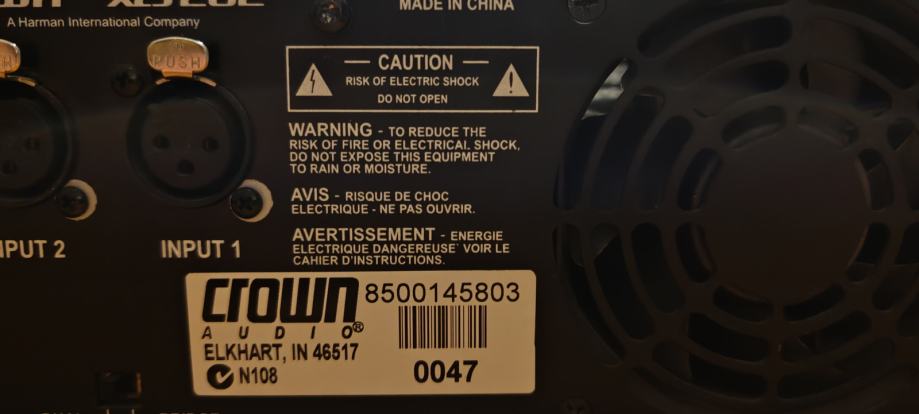 A Harman International Company
MADE IN CHINA
PUSH
CAUTION
RISK OF ELECTRIC SHOCK
DO NOT OPEN
WARNING - TO REDUCE THE
RISK OF FIRE OR ELECTRICAL SHOCK,
DO NOT EXPOSE THIS EQUIPMENT
TO RAIN OR MOISTURE.
AVIS - RISQUE DE CHOC
ELECTRIQUE - NE PAS OUVRIR.
AVERTISSEMENT - ENERGIE
ELECTRIQUE DANGEREUSE' VOIR LE
CAHIER D'INSTRUCTIONS.
INPUT 2
INPUT 1
crown 8500145803
AUDIO®
ELKHART, IN 46517
N108
0047